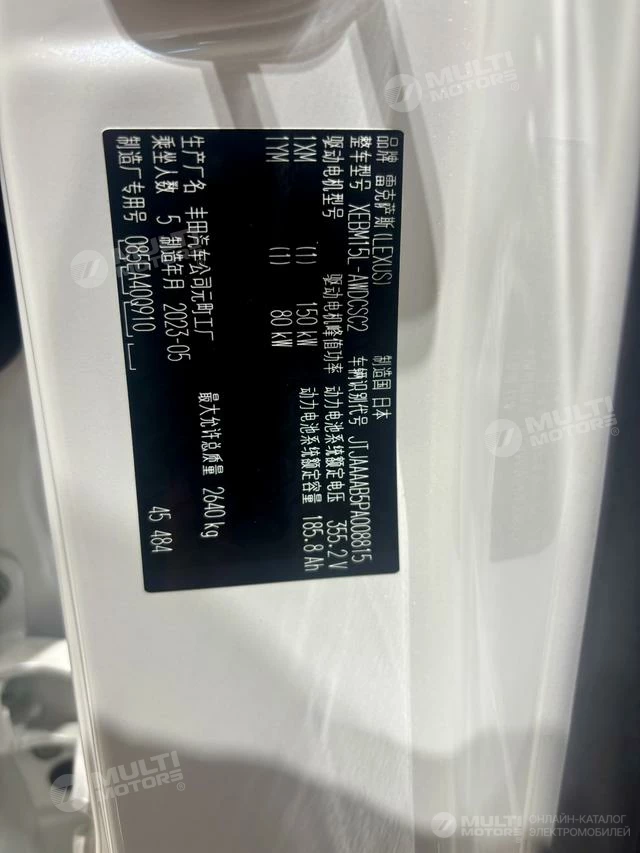 品牌 雷克萨斯(LEXUS) 制造国 日本
整车型号 XEBM15L-AWDCSC2 车辆识别代号 JTJAAAAB5PA008815
驱动电机型号 驱动电机峰值功率 动力电池系统额定电压 355.2V
1XM (1) 150 kW 动力电池系统额定容量 185.8Ah
1YM (1) 80 kW
生产厂名 丰田汽车公司元町工厂 最大允许总质量 2640 kg
乘坐人数 5 制造年月 2023-05
制造厂专用号 085EA400910 45 484
MULTI MOTORS®
MULTI MOTORS®
MULTI MOTORS®
MULTI MOTORS®
MULTI MOTORS® ОНЛАЙН-КАТАЛОГ ЭЛЕКТРОМОБИЛЕЙ